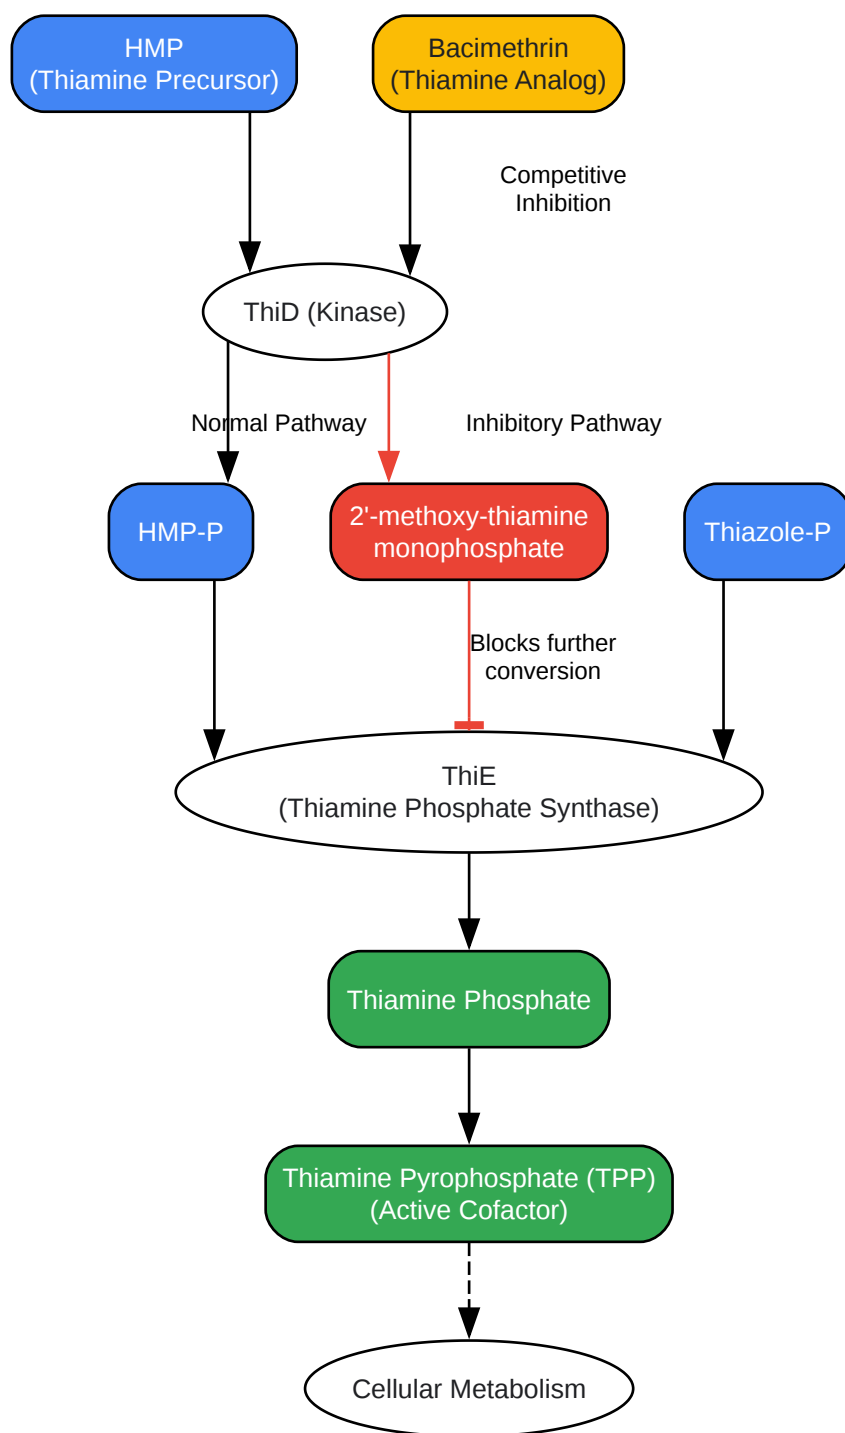 HMP
(Thiamine Precursor)
Bacimethrin
(Thiamine Analog)
Competitive
Inhibition
ThiD (Kinase)
Normal Pathway
Inhibitory Pathway
HMP-P
2'-methoxy-thiamine
monophosphate
Thiazole-P
Blocks further
conversion
ThiE
(Thiamine Phosphate Synthase)
Thiamine Phosphate
Thiamine Pyrophosphate (TPP)
(Active Cofactor)
Cellular Metabolism